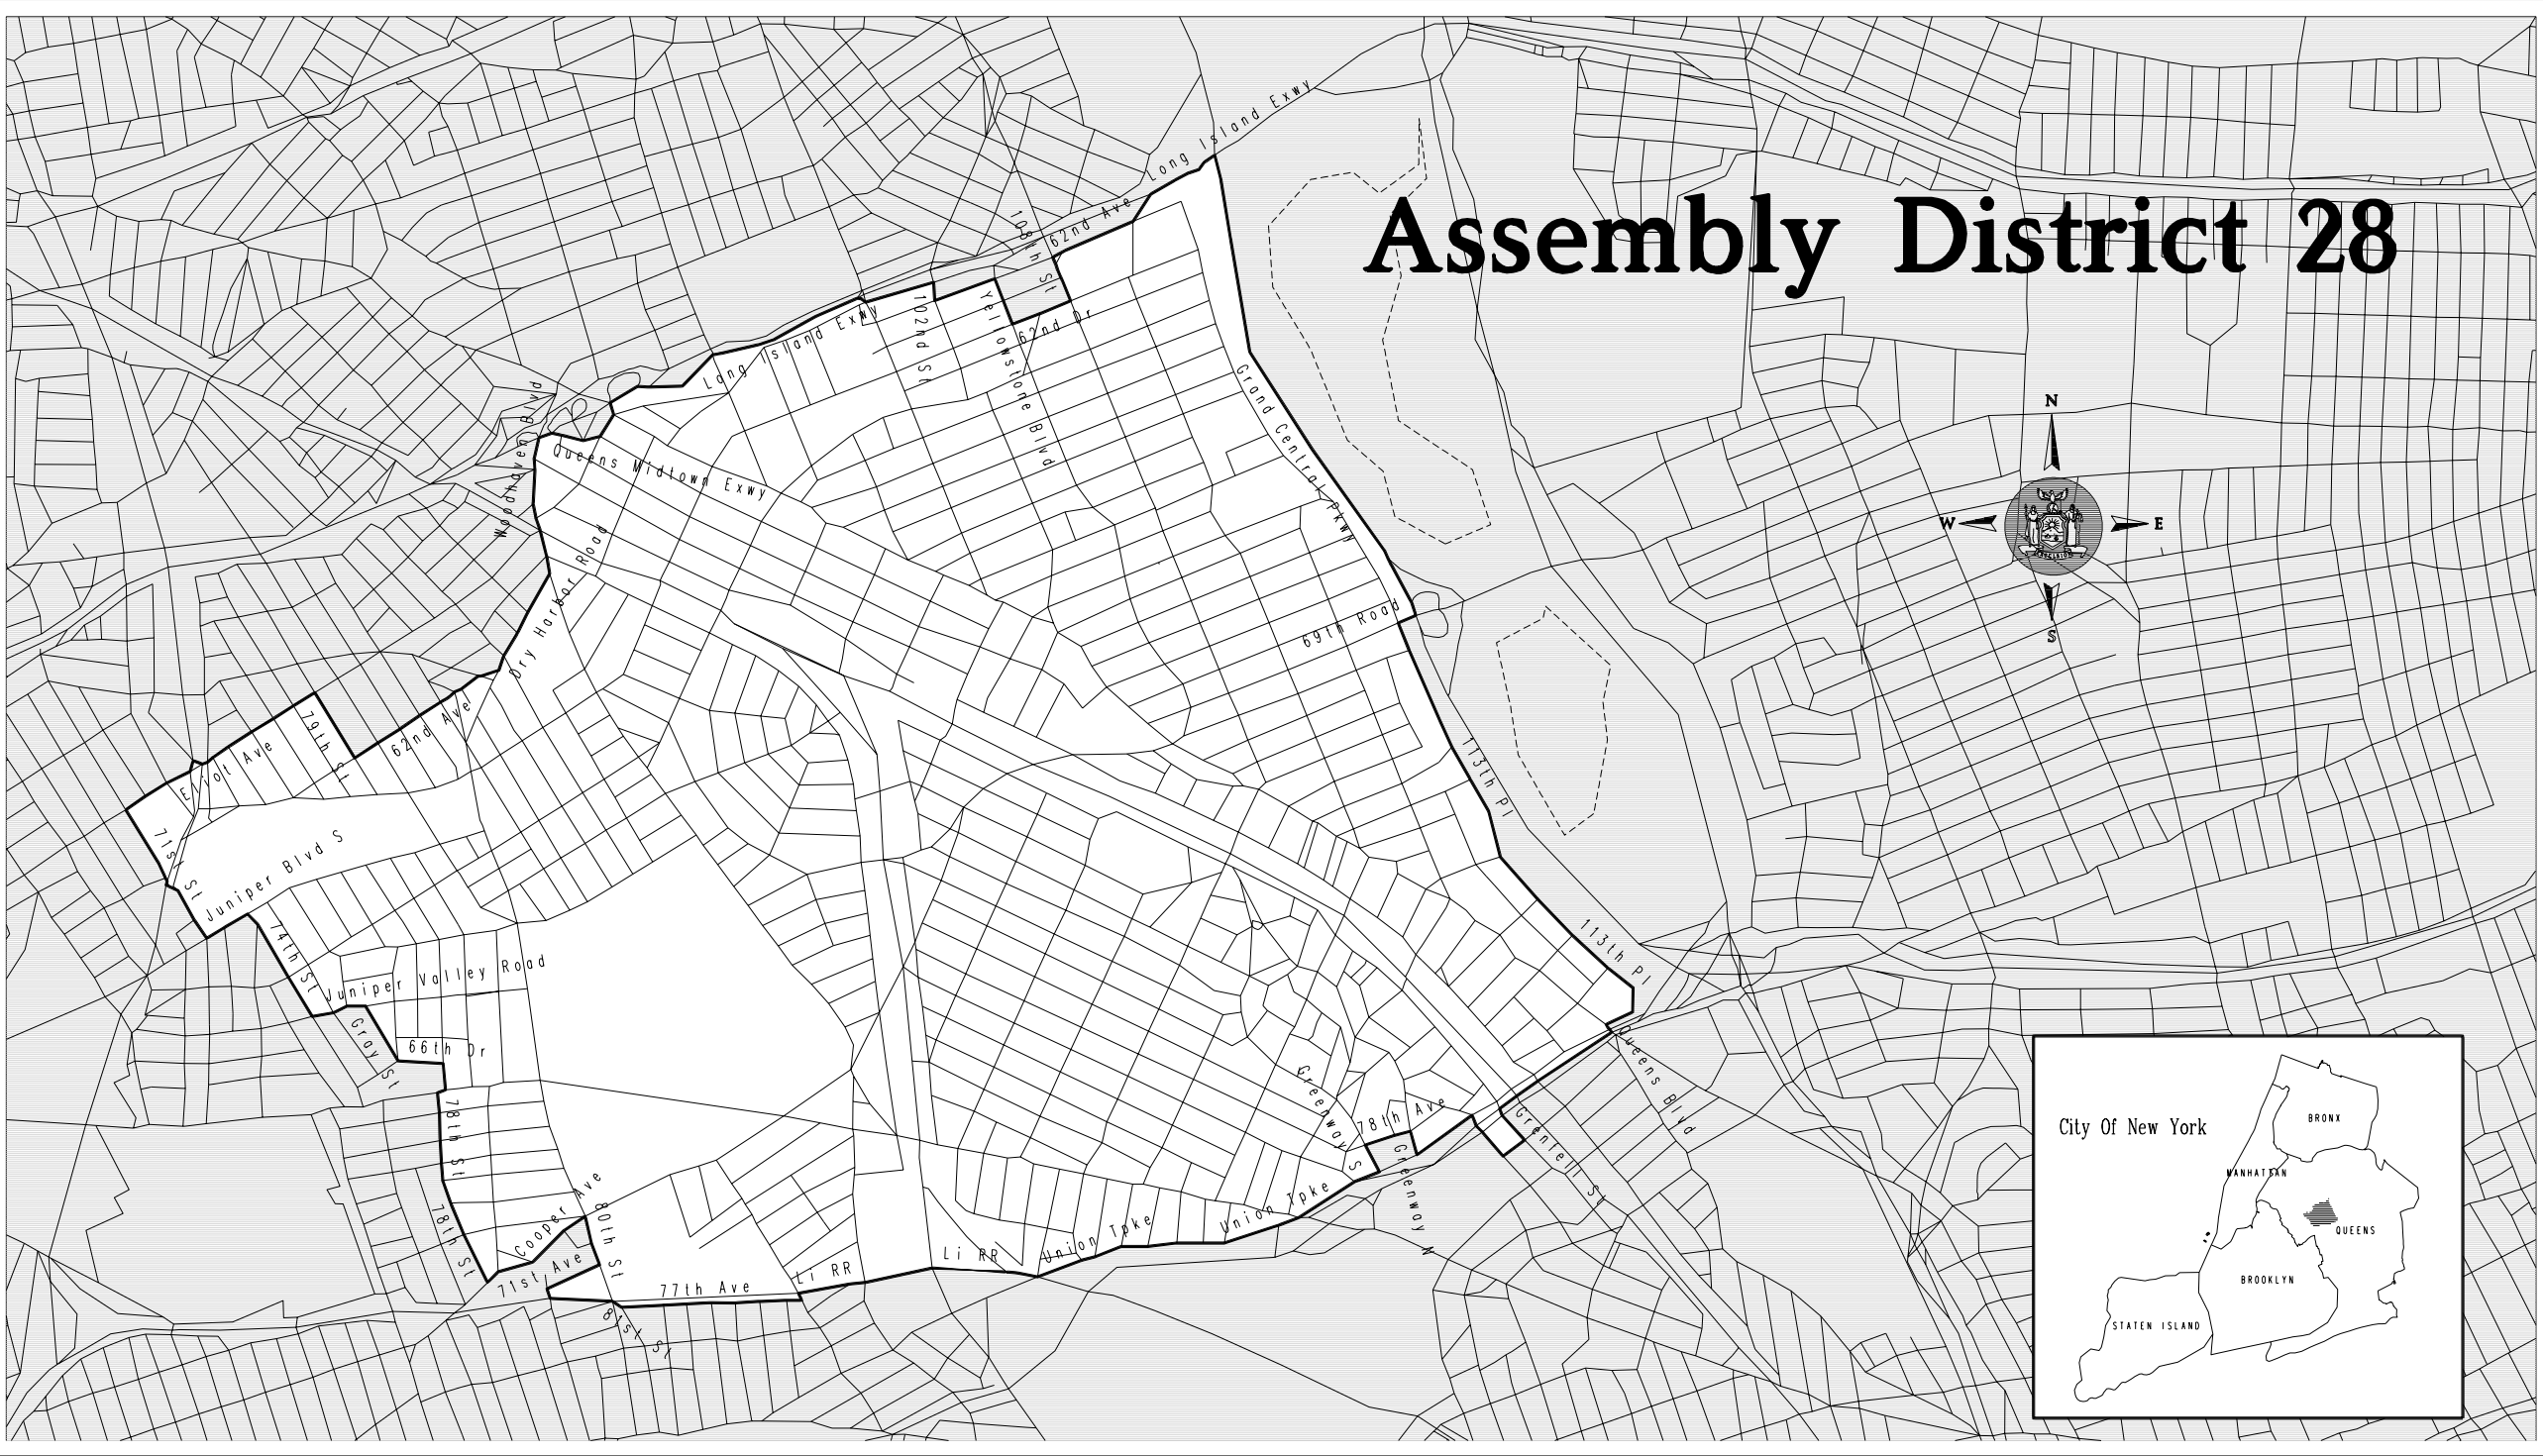 Assembly District 28
Long Island Exwy
62nd Ave
108th St
62nd Dr
Yellowstone Blvd
102nd St
Long Island Exwy
Woodhaven Blvd
Queens Midtown Exwy
Grand Central Pkwy
Dry Harbor Road
69th Road
N
W
E
S
62nd Ave
79th St
Eliot Ave
71st St
Juniper Blvd S
113th Pl
74th St
Juniper Valley Road
113th Pl
Gray St
66th Dr
Queens Blvd
78th St
Greenway S
78th Ave
Grenfell St
Greenway N
78th St
Cooper Ave
80th St
71st Ave
77th Ave
Li RR
Li RR
Union Tpke
Union Tpke
81st St
City Of New York
BRONX
MANHATTAN
QUEENS
BROOKLYN
STATEN ISLAND